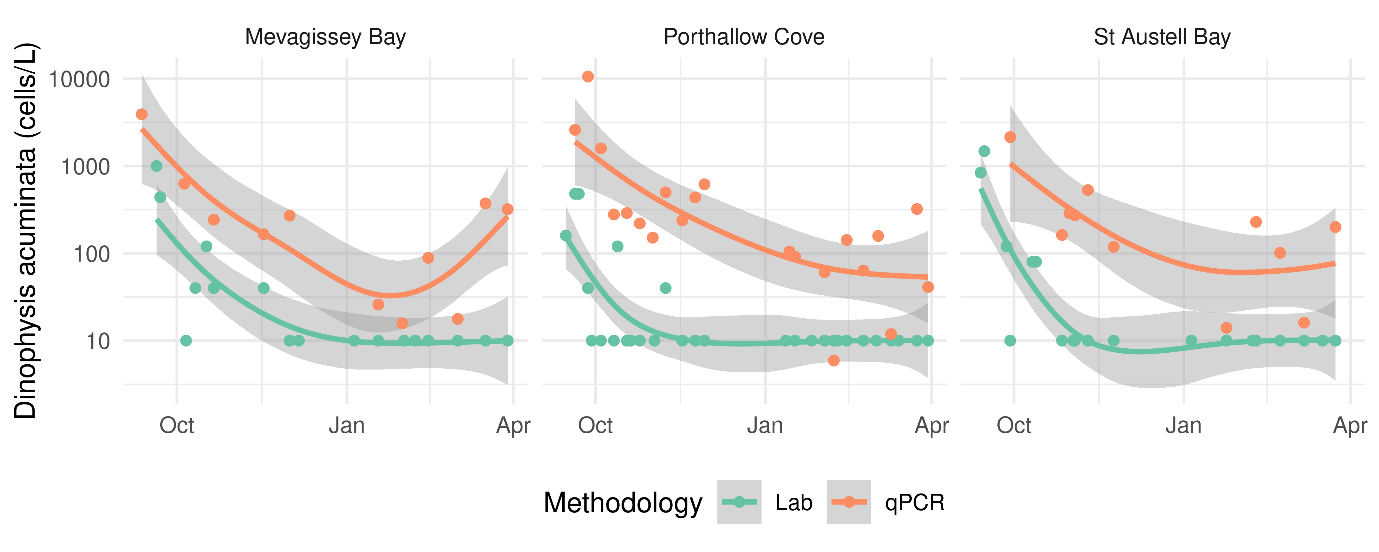 Mevagissey Bay
Porthallow Cove
St Austell Bay
Dinophysis acuminata (cells/L)
10000
1000
100
10
Oct Jan Apr
Oct Jan Apr
Oct Jan Apr
Methodology Lab qPCR